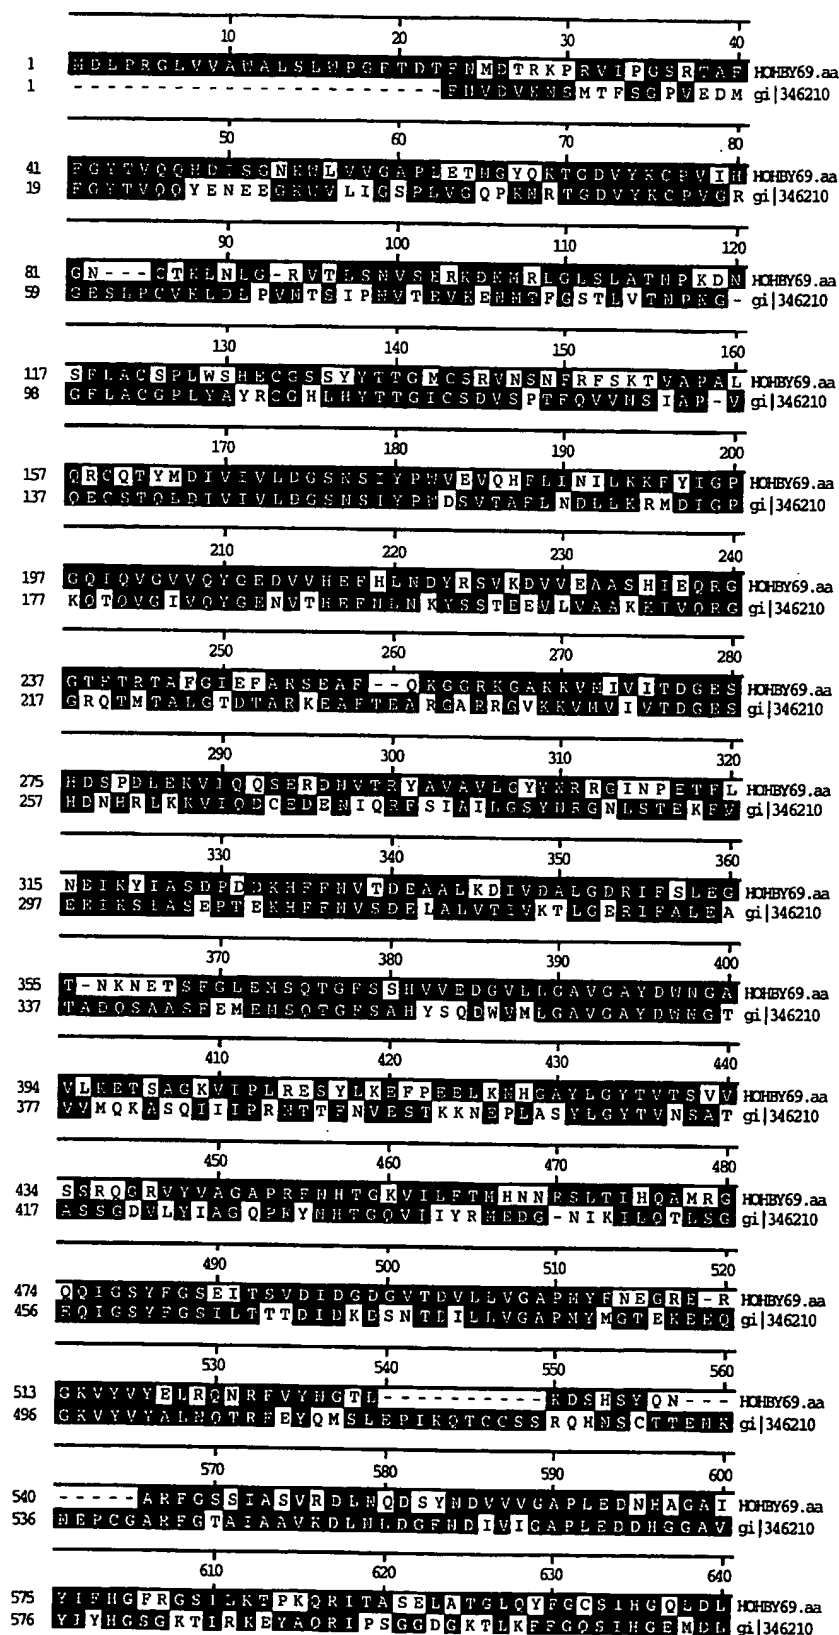 10 20 30 40
1 MDLPRGLVVAWALSLWPGFTDTFNMDTRKPRVIPGSRTAF HOHBY69.aa
1 ----------------------FNVDVKNSMTFSGPVEDM gi|346210
50 60 70 80
41 FGYTVQQHDISGNKWLVVGAPLETNGYQKTGDVYKCPVIH HOHBY69.aa
19 FGYTVQQYENEEGKWVLIGSPLVGQPKNRTGDVYKCPVGR gi|346210
90 100 110 120
81 GN---CTKLNLG-RVTLSNVSERKDNMRLGLSLATNPKDN HOHBY69.aa
59 GESLPCVKLDLPVNTSIPNVTEVKENMTFGSTLVTNPNG- gi|346210
130 140 150 160
117 SFLACSPLWSHECGSSYYTTGMCSRVNSNFRFSKTVAPAL HOHBY69.aa
98 GFLACGPLYAYRCGHLHYTTGICSDVSPTFQVVNSIAP-V gi|346210
170 180 190 200
157 QRCQTYMDIVIVLDGSNSIYPWVEVQHFLINILKKFYIGP HOHBY69.aa
137 QECSTQLDIVIVLDGSNSIYPWDSVTAFLNDLLKRMDIGP gi|346210
210 220 230 240
197 GQIQVGVVQYGEDVVHEFHLNDYRSVKDVVEAASHIEQRG HOHBY69.aa
177 KQTQVGIVQYGENVTHEFNLNKYSSTEEVLVAAKKIVQRG gi|346210
250 260 270 280
237 GTETRTAFGIEFARSEAF--QKGGRKGAKKVMIVITDGES HOHBY69.aa
217 GRQTMTALGTDTARKEAFTEARGARRGVKKVMVIVTDGES gi|346210
290 300 310 320
275 HDSPDLEKVIQQSERDNVTRYAVAVLGYYNRRGINPETFL HOHBY69.aa
257 HDNHRLKKVIQDCEDENIQRFSIAILGSYNRGNLSTEKFV gi|346210
330 340 350 360
315 NEIKYIASDPDDKHFFNVTDEAALKDIVDALGDRIFSLEG HOHBY69.aa
297 EEIKSIASEPTEKHFFNVSDELALVTIVKTLGERIFALEA gi|346210
370 380 390 400
355 T-NKNETSFGLEMSQTGFSSHVVEDGVLLGAVGAYDWNGA HOHBY69.aa
337 TADQSAASFEMEMSQTGFSAHYSQDWVMLGAVGAYDWNGT gi|346210
410 420 430 440
394 VLKETSAGKVIPLRESYLKEFPEELKNHGAYLGYTVTSVV HOHBY69.aa
377 VVMQKASQIIIPRNTTFNVESTKKNEPLASYLGYTVNSAT gi|346210
450 460 470 480
434 SSRQGRVYVAGAPRFNHTGKVILFTMHNNRSLTIHQAMRG HOHBY69.aa
417 ASSGDVLYIAGQPRYNHTGQVIIYRMEDG-NIKILQTLSG gi|346210
490 500 510 520
474 QQIGSYFGSEITSVDIDGDGVTDVLLVGAPMYFNEGRE-R HOHBY69.aa
456 EQIGSYFGSILTTTDIDKDSNTDILLVGAPMYMGTEKEEQ gi|346210
530 540 550 560
513 GKVYVYELRQNRFVYNGTL----------KDSHSYQN--- HOHBY69.aa
496 GKVYVYALNQTRFEYQMSLEPIKQTCCSSRQHNSCTTENK gi|346210
570 580 590 600
540 -----ARFGSSIASVRDLNQDSYNDVVVGAPLEDNHAGAI HOHBY69.aa
536 NEPCGARFGTAIAAVKDLNLDGFNDIVIGAPLEDDHGGAV gi|346210
610 620 630 640
575 YIFHGFRGSILKTPKQRITASELATGLQYFGCSIHGQLDL HOHBY69.aa
576 YIYHGSGKTIRKEYAQRIPSGGDGKTLKFFGQSIHGEMDL gi|346210